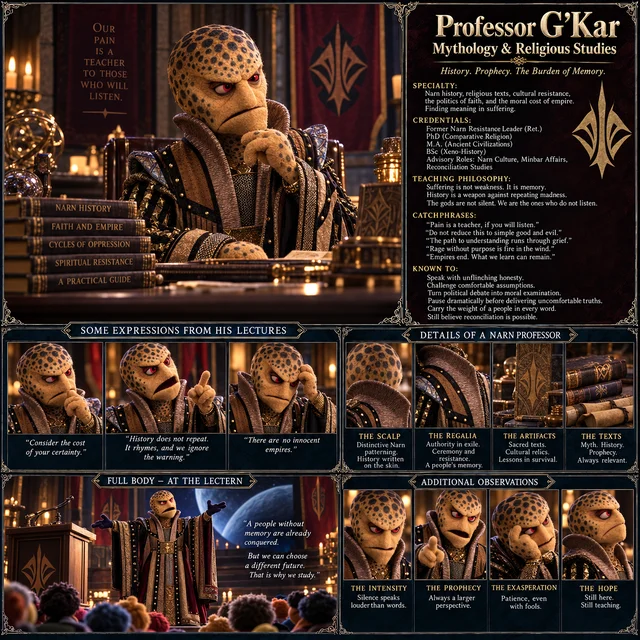 OUR
PAIN
IS A
TEACHER
TO THOSE
WHO WILL
LISTEN.
NARN HISTORY
FAITH AND EMPIRE
CYCLES OF OPPRESSION
SPIRITUAL RESISTANCE
A PRACTICAL GUIDE
Professor G'Kar
Mythology & Religious Studies
History. Prophecy. The Burden of Memory.
SPECIALTY:
Narn history, religious texts, cultural resistance,
the politics of faith, and the moral cost of empire.
Finding meaning in suffering.
CREDENTIALS:
Former Narn Resistance Leader (Ret.)
PhD (Comparative Religion)
M.A. (Ancient Civilizations)
BSc (Xeno-History)
Advisory Roles: Narn Culture, Minbar Affairs,
Reconciliation Studies
TEACHING PHILOSOPHY:
Suffering is not weakness. It is memory.
History is a weapon against repeating madness.
The gods are not silent. We are the ones who do not listen.
CATCHPHRASES:
"Pain is a teacher, if you will listen."
"Do not reduce this to simple good and evil."
"The path to understanding runs through grief."
"Rage without purpose is fire in the wind."
"Empires end. What we learn can remain."
KNOWN TO:
Speak with unflinching honesty.
Challenge comfortable assumptions.
Turn political debate into moral examination.
Pause dramatically before delivering uncomfortable truths.
Carry the weight of a people in every word.
Still believe reconciliation is possible.
SOME EXPRESSIONS FROM HIS LECTURES
"Consider the cost
of your certainty."
"History does not repeat.
It rhymes, and we ignore
the warning."
"There are no innocent
empires."
DETAILS OF A NARN PROFESSOR
THE SCALP
Distinctive Narn
patterning.
History written
on the skin.
THE REGALIA
Authority in exile.
Ceremony and
resistance.
A people's memory.
THE ARTIFACTS
Sacred texts.
Cultural relics.
Lessons in survival.
THE TEXTS
Myth. History.
Prophecy.
Always relevant.
FULL BODY – AT THE LECTERN
"A people without
memory are already
conquered.
But we can choose
a different future.
That is why we study."
ADDITIONAL OBSERVATIONS
THE INTENSITY
Silence speaks
louder than words.
THE PROPHECY
Always a larger
perspective.
THE EXASPERATION
Patience, even
with fools.
THE HOPE
Still here.
Still teaching.